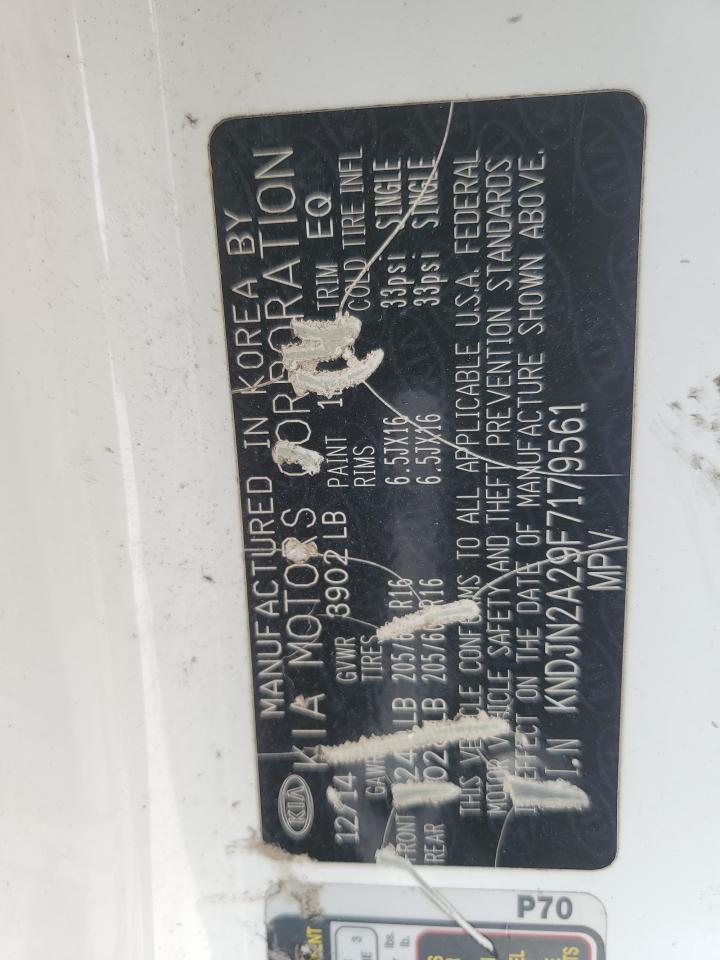 KIA
MANUFACTURED IN KOREA BY
KIA MOTORS CORPORATION
12/14 GVWR 3902 LB PAINT TRIM EQ
GAWR TIRES RIMS COLD TIRE INFL
FRONT LB 205/ R16 6.5JX16 33psi SINGLE
REAR LB 205/ R16 6.5JX16 33psi SINGLE
THIS VEHICLE CONFORMS TO ALL APPLICABLE U.S.A. FEDERAL
MOTOR VEHICLE SAFETY AND THEFT PREVENTION STANDARDS
IN EFFECT ON THE DATE OF MANUFACTURE SHOWN ABOVE.
I.N KNDJN2A29F7179561
MPV
P70
lbs.
lb.